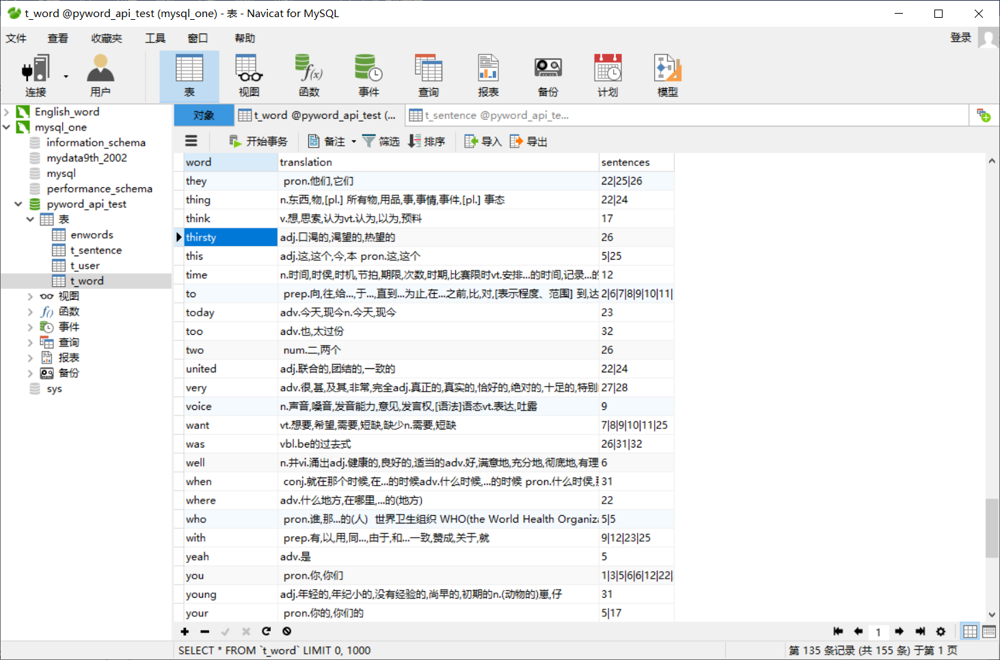 t_word @pyword_api_test (mysql_one) - 表 - Navicat for MySQL
文件 查看 收藏夹 工具 窗口 帮助 登录
连接 用户 表 视图 函数 事件 查询 报表 备份 计划 模型
English_word
mysql_one
information_schema
mydata9th_2002
mysql
performance_schema
pyword_api_test
表
enwords
t_sentence
t_user
t_word
视图
函数
事件
查询
报表
备份
sys
对象 t_word @pyword_api_test (... t_sentence @pyword_api_te...
开始事务 备注 筛选 排序 导入 导出
word translation sentences
they pron.他们,它们 22|25|26
thing n.东西,物,[pl.] 所有物,用品,事,事情,事件,[pl.] 事态 22|24
think v.想,思索,认为vt.认为,以为,预料 17
thirsty adj.口渴的,渴望的,热望的 26
this adj.这,这个,今,本 pron.这,这个 5|25
time n.时间,时侯,时机,节拍,期限,次数,时期,比赛限时vt.安排...的时间,记录...的 12
to prep.向,往,给...,于...,直到...为止,在...之前,比,对,[表示程度、范围] 到,达 2|6|7|8|9|10|11|
today adv.今天,现今n.今天,现今 23
too adv.也,太过份 32
two num.二,两个 26
united adj.联合的,团结的,一致的 22|24
very adv.很,甚,及其,非常,完全adj.真正的,真实的,恰好的,绝对的,十足的,特别 27|28
voice n.声音,嗓音,发音能力,意见,发言权,[语法]语态vt.表达,吐露 9
want vt.想要,希望,需要,短缺,缺少n.需要,短缺 7|8|9|10|11|25
was vbl.be的过去式 26|31|32
well n.井vi.涌出adj.健康的,良好的,适当的adv.好,满意地,充分地,彻底地,有理 6
when conj.就在那个时候,在...的时候adv.什么时候,...的时候 pron.什么时侯, 31
where adv.什么地方,在哪里,...的(地方) 22
who pron.谁,那...的(人) 世界卫生组织 WHO(the World Health Organiza 5|5
with prep.有,以,用,同...,由于,和...一致,赞成,关于,就 9|12|23|25
yeah adv.是 5
you pron.你,你们 1|3|5|6|6|12|22|
young adj.年轻的,年纪小的,没有经验的,尚早的,初期的n.(动物的)崽,仔 31
your pron.你的,你们的 5|17
1
SELECT * FROM `t_word` LIMIT 0, 1000 第 135 条记录 (共 155 条) 于第 1 页